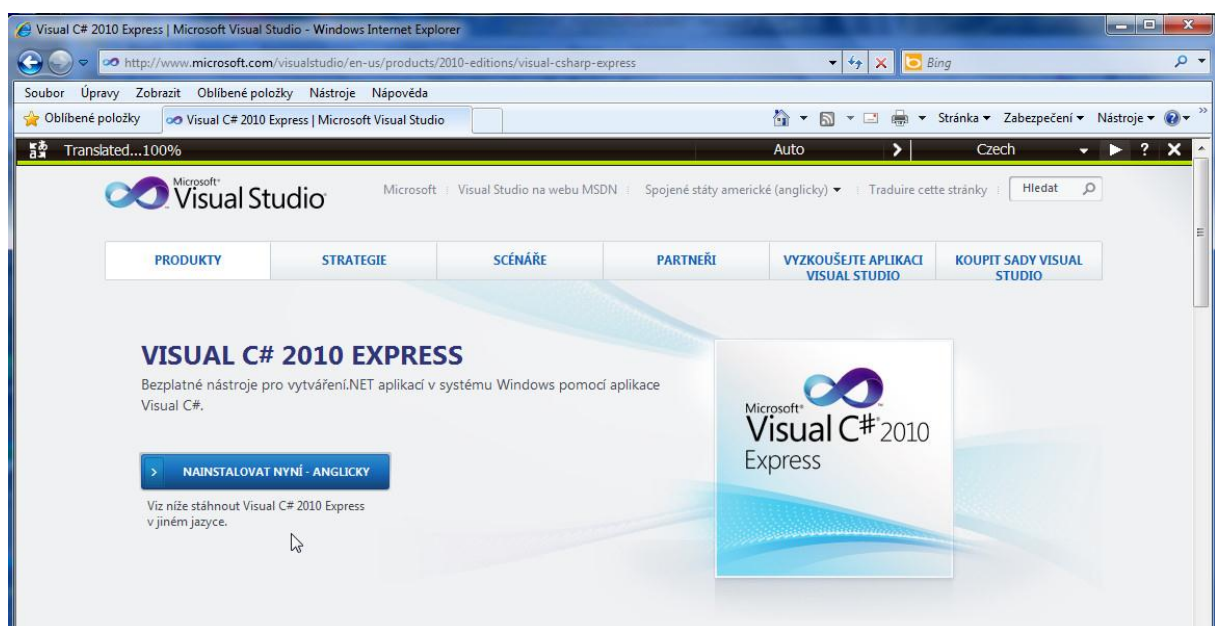 Visual C# 2010 Express | Microsoft Visual Studio - Windows Internet Explorer
http://www.microsoft.com/visualstudio/en-us/products/2010-editions/visual-csharp-express
Bing
Soubor Úpravy Zobrazit Oblíbené položky Nástroje Nápověda
Oblíbené položky Visual C# 2010 Express | Microsoft Visual Studio Stránka Zabezpečení Nástroje
Translated...100% Auto Czech ? X
Microsoft® Visual Studio® Microsoft Visual Studio na webu MSDN Spojené státy americké (anglicky) Traduire cette stránky Hledat
PRODUKTY STRATEGIE SCÉNÁŘE PARTNEŘI VYZKOUŠEJTE APLIKACI KOUPIT SADY VISUAL
VISUAL STUDIO STUDIO
VISUAL C# 2010 EXPRESS
Bezplatné nástroje pro vytváření.NET aplikací v systému Windows pomocí aplikace
Visual C#.
NAINSTALOVAT NYNÍ - ANGLICKY
Viz níže stáhnout Visual C# 2010 Express
v jiném jazyce.
Microsoft®
Visual C#® 2010
Express